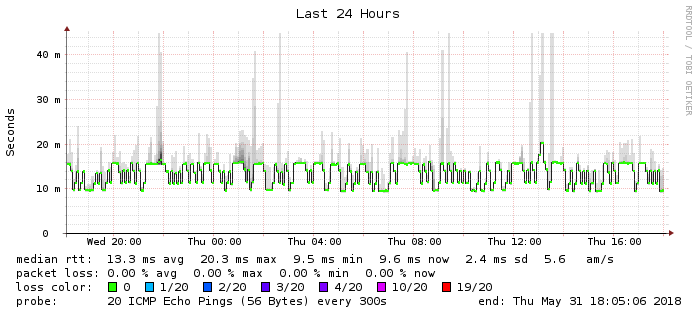 Last 24 Hours
RRDTOOL / TOBI OETIKER
Seconds
40 m
30 m
20 m
10 m
0
Wed 20:00 Thu 00:00 Thu 04:00 Thu 08:00 Thu 12:00 Thu 16:00
median rtt: 13.3 ms avg 20.3 ms max 9.5 ms min 9.6 ms now 2.4 ms sd 5.6 am/s
packet loss: 0.00 % avg 0.00 % max 0.00 % min 0.00 % now
loss color: 0 1/20 2/20 3/20 4/20 10/20 19/20
probe: 20 ICMP Echo Pings (56 Bytes) every 300s end: Thu May 31 18:05:06 2018